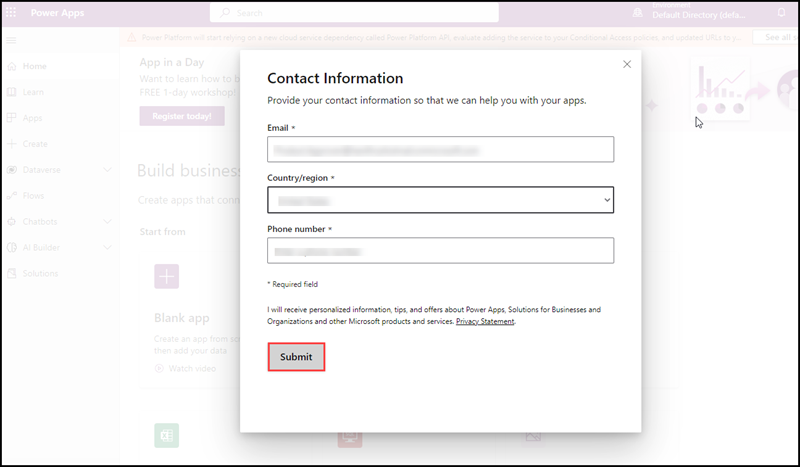 Power Apps
Search
Environment
Default Directory (defa...
Power Platform will start relying on a new cloud service dependency called Power Platform API, evaluate adding the service to your Conditional Access policies, and updated URLs to y...
See all
Home
Learn
Apps
Create
Dataverse
Flows
Chatbots
AI Builder
Solutions
App in a Day
Want to learn how to b
FREE 1-day workshop!
Register today!
Build business
Create apps that conn
Start from
Blank app
Create an app from sc
then add your data
Watch video
Contact Information
Provide your contact information so that we can help you with your apps.
Email *
Country/region *
Phone number *
* Required field
I will receive personalized information, tips, and offers about Power Apps, Solutions for Businesses and
Organizations and other Microsoft products and services. Privacy Statement.
Submit